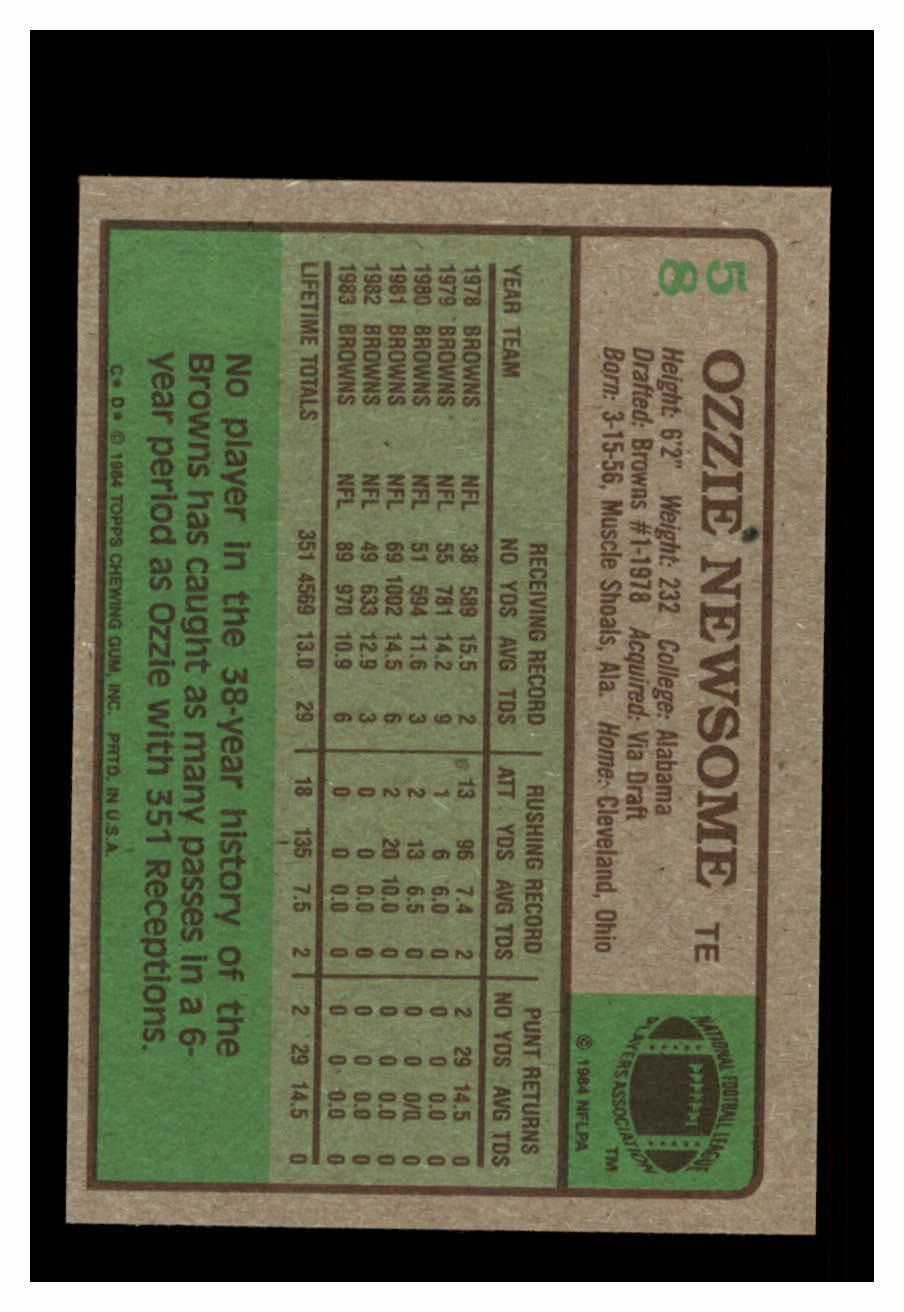 58
OZZIE NEWSOME TE
Height: 6'2" Weight: 232 College: Alabama
Drafted: Browns #1-1978 Acquired: Via Draft
Born: 3-15-56, Muscle Shoals, Ala. Home: Cleveland, Ohio
NATIONAL FOOTBALL LEAGUE
PLAYERS ASSOCIATION
TM
© 1984 NFLPA
RECEIVING RECORD RUSHING RECORD PUNT RETURNS
YEAR TEAM NO YDS AVG TDS ATT YDS AVG TDS NO YDS AVG TDS
1978 BROWNS NFL 38 589 15.5 2 13 96 7.4 2 2 29 14.5 0
1979 BROWNS NFL 55 781 14.2 9 1 6 6.0 0 0 0 0.0 0
1980 BROWNS NFL 51 594 11.6 3 2 13 6.5 0 0 0 0/0 0
1981 BROWNS NFL 69 1002 14.5 6 2 20 10.0 0 0 0 0.0 0
1982 BROWNS NFL 49 633 12.9 3 0 0 0.0 0 0 0 0.0 0
1983 BROWNS NFL 89 970 10.9 6 0 0 0.0 0 0 0 0.0 0
LIFETIME TOTALS 351 4569 13.0 29 18 135 7.5 2 2 29 14.5 0
No player in the 38-year history of the
Browns has caught as many passes in a 6-
year period as Ozzie with 351 Receptions.
C* D* © 1984 TOPPS CHEWING GUM, INC. PRTD. IN U.S.A.